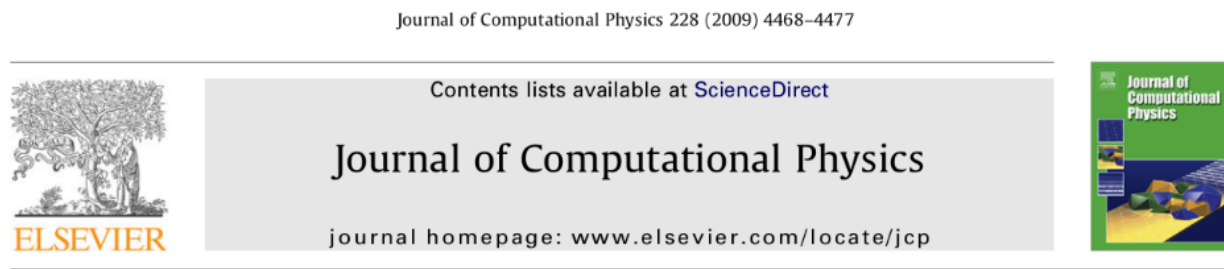 Journal of Computational Physics 228 (2009) 4468–4477
Contents lists available at ScienceDirect
Journal of Computational Physics
journal homepage: www.elsevier.com/locate/jcp
ELSEVIER
Journal of
Computational
Physics